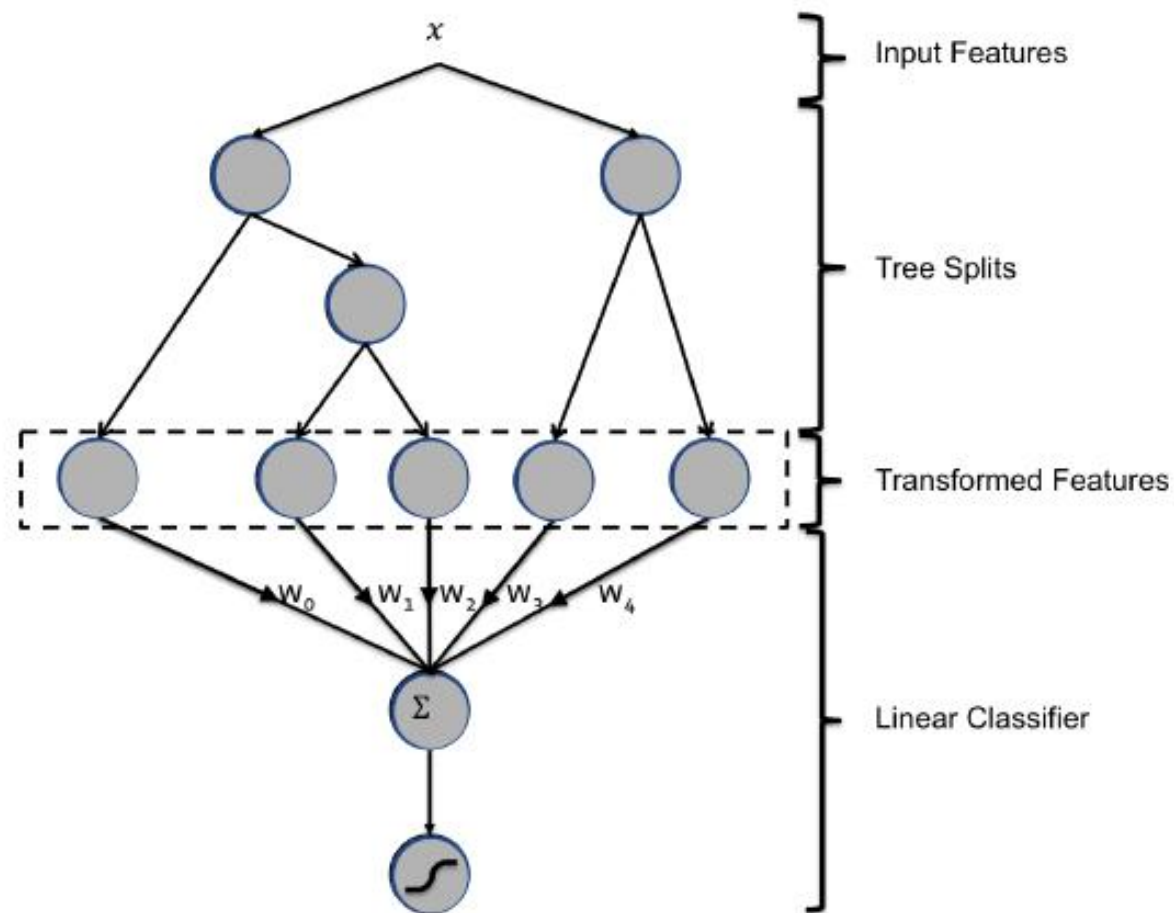 x
Input Features
Tree Splits
Transformed Features
W₀ W₁ W₂ W₃ W₄
Σ
Linear Classifier